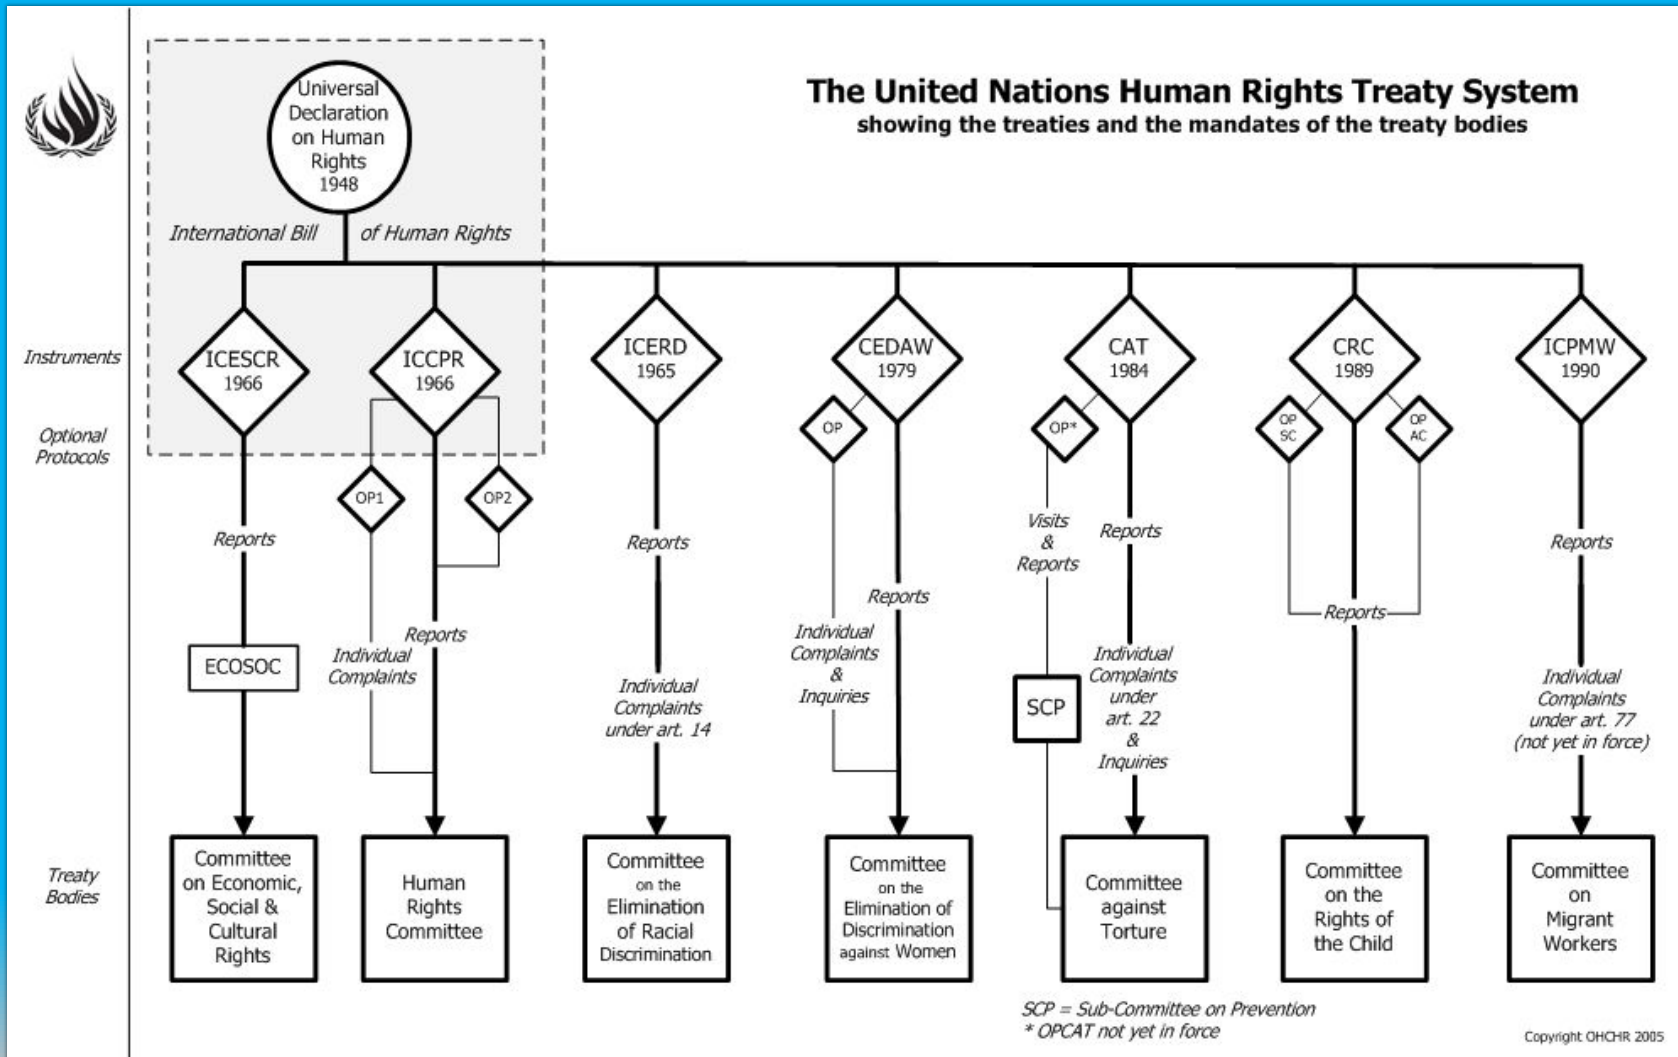 The United Nations Human Rights Treaty System
showing the treaties and the mandates of the treaty bodies
Universal
Declaration
on Human
Rights
1948
International Bill of Human Rights
Instruments
ICESCR
1966
ICCPR
1966
ICERD
1965
CEDAW
1979
CAT
1984
CRC
1989
ICPMW
1990
Optional
Protocols
OP1
OP2
OP
OP*
OP
SC
OP
AC
Reports
ECOSOC
Individual
Complaints
Reports
Reports
Individual
Complaints
under art. 14
Individual
Complaints
&
Inquiries
Reports
Visits
&
Reports
SCP
Reports
Individual
Complaints
under
art. 22
&
Inquiries
Reports
Reports
Individual
Complaints
under art. 77
(not yet in force)
Treaty
Bodies
Committee
on Economic,
Social &
Cultural
Rights
Human
Rights
Committee
Committee
on the
Elimination
of Racial
Discrimination
Committee
on the
Elimination of
Discrimination
against Women
Committee
against
Torture
Committee
on the
Rights of
the Child
Committee
on
Migrant
Workers
SCP = Sub-Committee on Prevention
* OPCAT not yet in force
Copyright OHCHR 2005